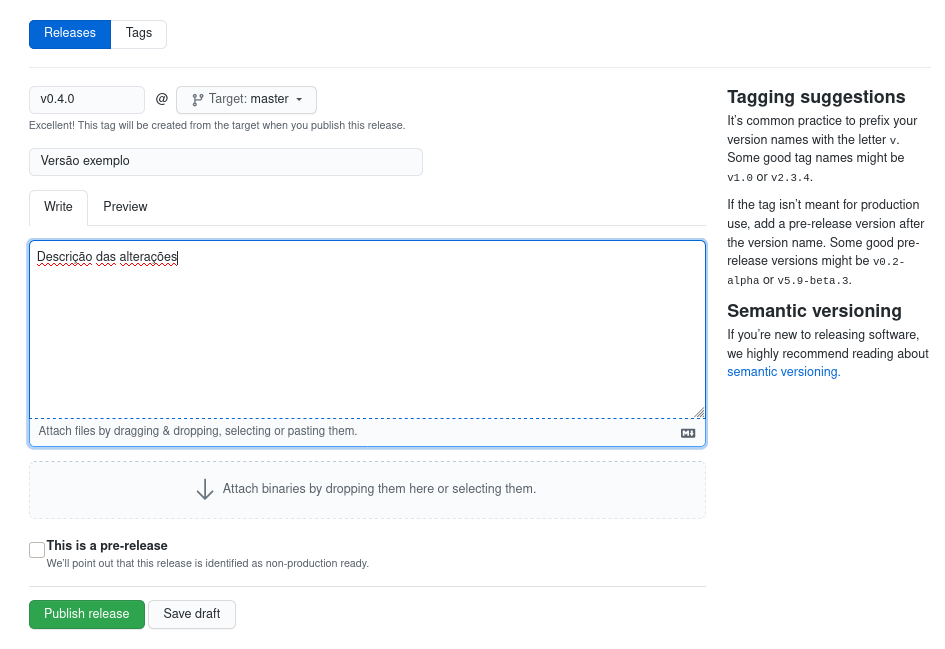 Releases Tags
v0.4.0 @ Target: master
Excellent! This tag will be created from the target when you publish this release.
Versão exemplo
Write Preview
Descrição das alterações
Attach files by dragging & dropping, selecting or pasting them.
Attach binaries by dropping them here or selecting them.
This is a pre-release
We'll point out that this release is identified as non-production ready.
Publish release Save draft
Tagging suggestions
It's common practice to prefix your
version names with the letter v.
Some good tag names might be
v1.0 or v2.3.4.
If the tag isn't meant for production
use, add a pre-release version after
the version name. Some good pre-
release versions might be v0.2-
alpha or v5.9-beta.3.
Semantic versioning
If you're new to releasing software,
we highly recommend reading about
semantic versioning.